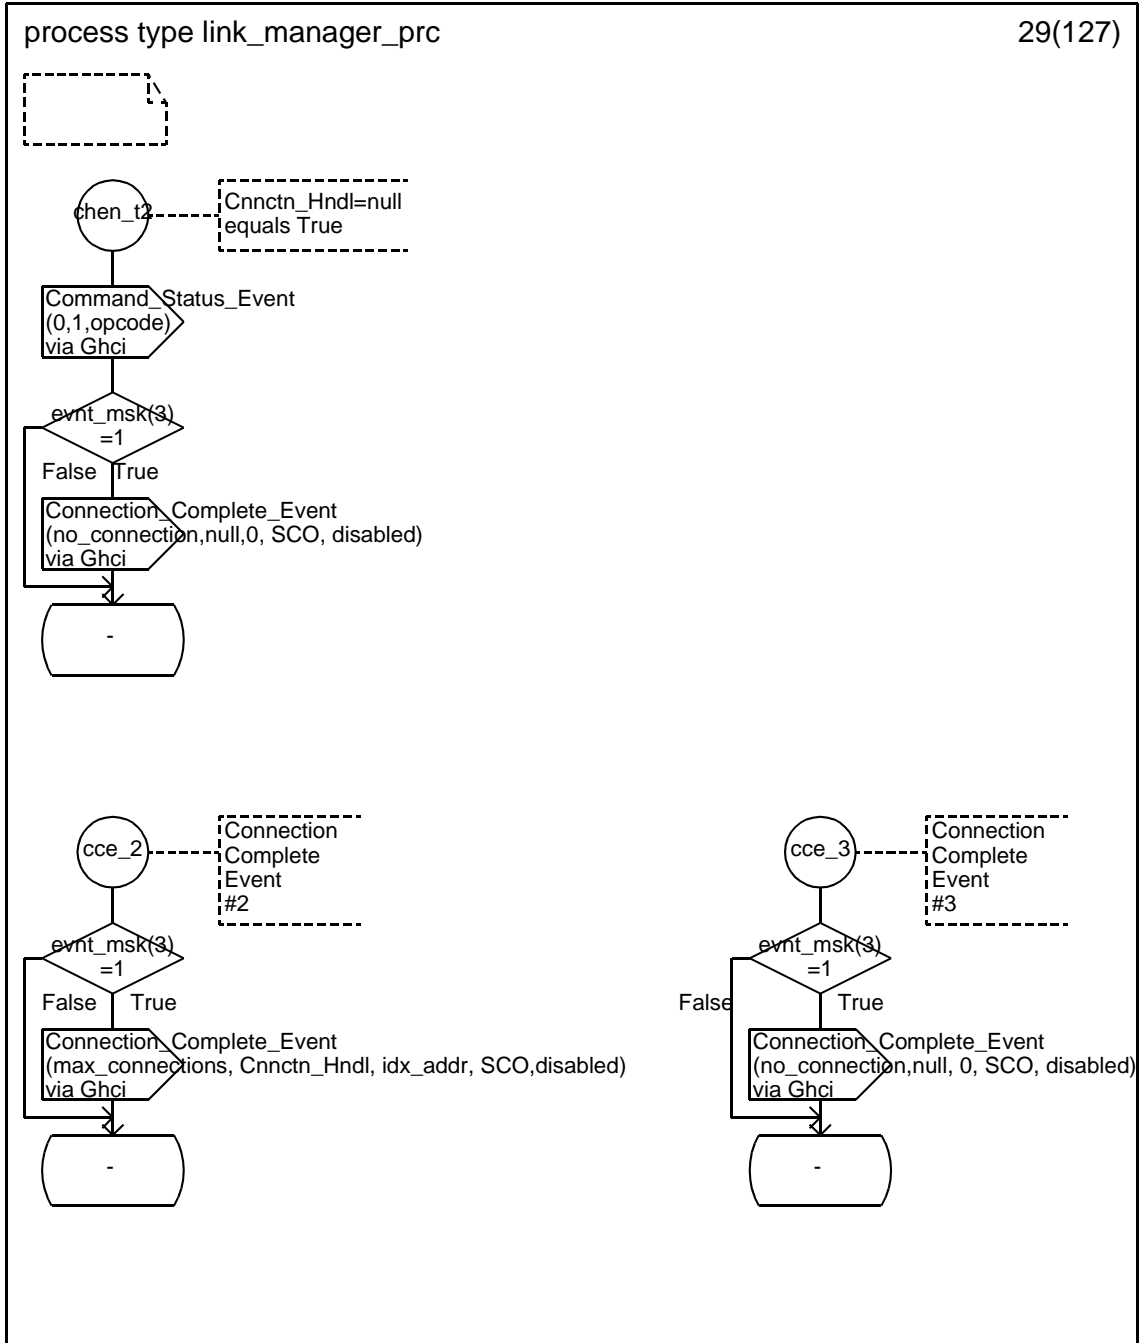 process type link_manager_prc
29(127)
chen_t2
Cnnctn_Hndl=null
equals True
Command_Status_Event
(0,1,opcode)
via Ghci
evnt_msk(3)
=1
False
True
Connection_Complete_Event
(no_connection,null,0, SCO, disabled)
via Ghci
-
cce_2
Connection
Complete
Event
#2
evnt_msk(3)
=1
False
True
Connection_Complete_Event
(max_connections, Cnnctn_Hndl, idx_addr, SCO,disabled)
via Ghci
-
cce_3
Connection
Complete
Event
#3
evnt_msk(3)
=1
False
True
Connection_Complete_Event
(no_connection,null, 0, SCO, disabled)
via Ghci
-